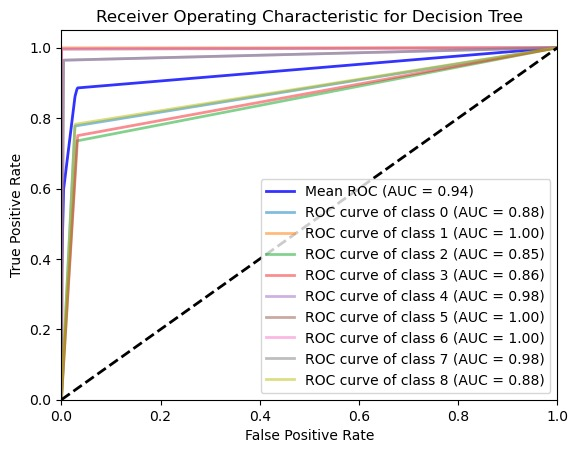 Receiver Operating Characteristic for Decision Tree
1.0
0.8
0.6
0.4
0.2
0.0
True Positive Rate
Mean ROC (AUC = 0.94)
ROC curve of class 0 (AUC = 0.88)
ROC curve of class 1 (AUC = 1.00)
ROC curve of class 2 (AUC = 0.85)
ROC curve of class 3 (AUC = 0.86)
ROC curve of class 4 (AUC = 0.98)
ROC curve of class 5 (AUC = 1.00)
ROC curve of class 6 (AUC = 1.00)
ROC curve of class 7 (AUC = 0.98)
ROC curve of class 8 (AUC = 0.88)
0.0 0.2 0.4 0.6 0.8 1.0
False Positive Rate